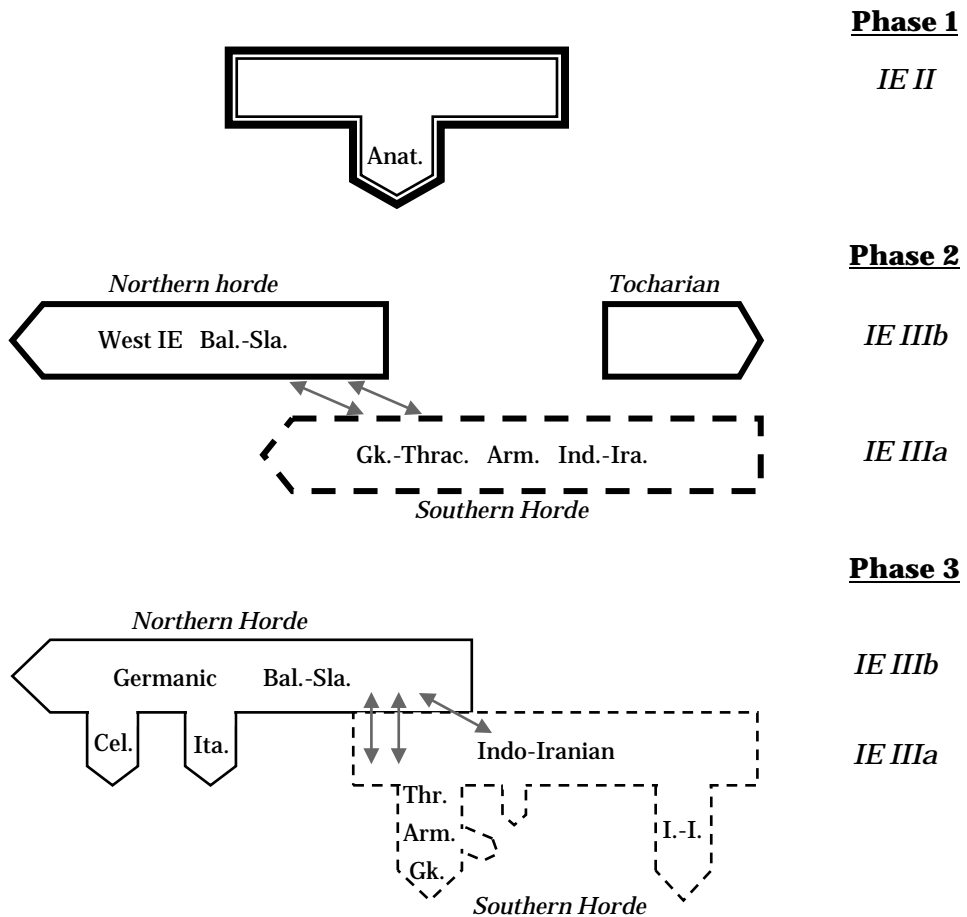 Phase 1
IE II
Anat.
Phase 2
Northern horde
Tocharian
West IE Bal.-Sla.
IE IIIb
Gk.-Thrac. Arm. Ind.-Ira.
IE IIIa
Southern Horde
Phase 3
Northern Horde
Germanic Bal.-Sla.
IE IIIb
Cel.
Ita.
Indo-Iranian
IE IIIa
Thr.
Arm.
I.-I.
Gk.
Southern Horde